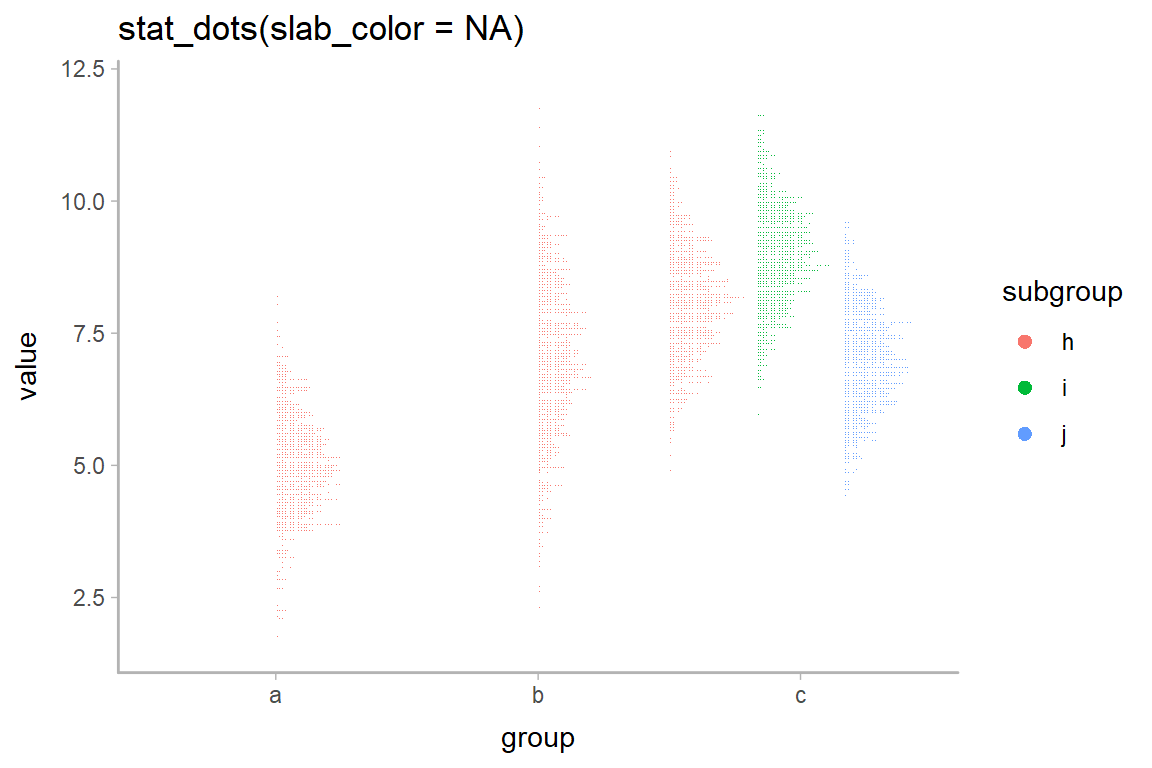 stat_dots(slab_color = NA)
12.5
10.0
7.5
5.0
2.5
value
a
b
c
group
subgroup
h
i
j